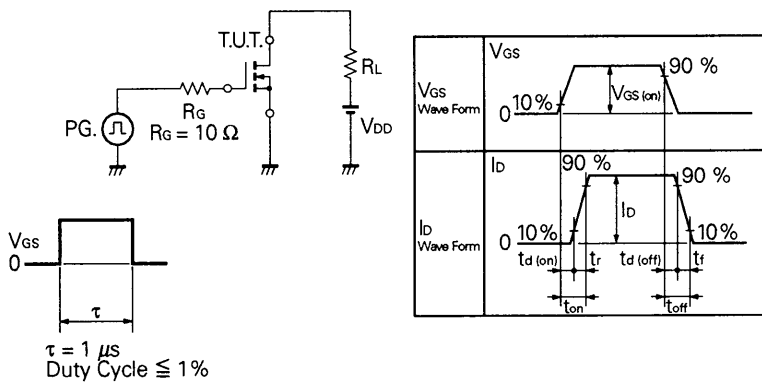 T.U.T.
RL
RG
RG = 10 Ω
PG.
VDD
VGS
0
τ
τ = 1 μs
Duty Cycle ≦ 1%
VGS
Wave Form
VGS
10%
0
VGS (on)
90 %
ID
Wave Form
ID
90 %
90 %
0
10%
ID
10%
td (on)
tr
td (off)
tf
ton
toff